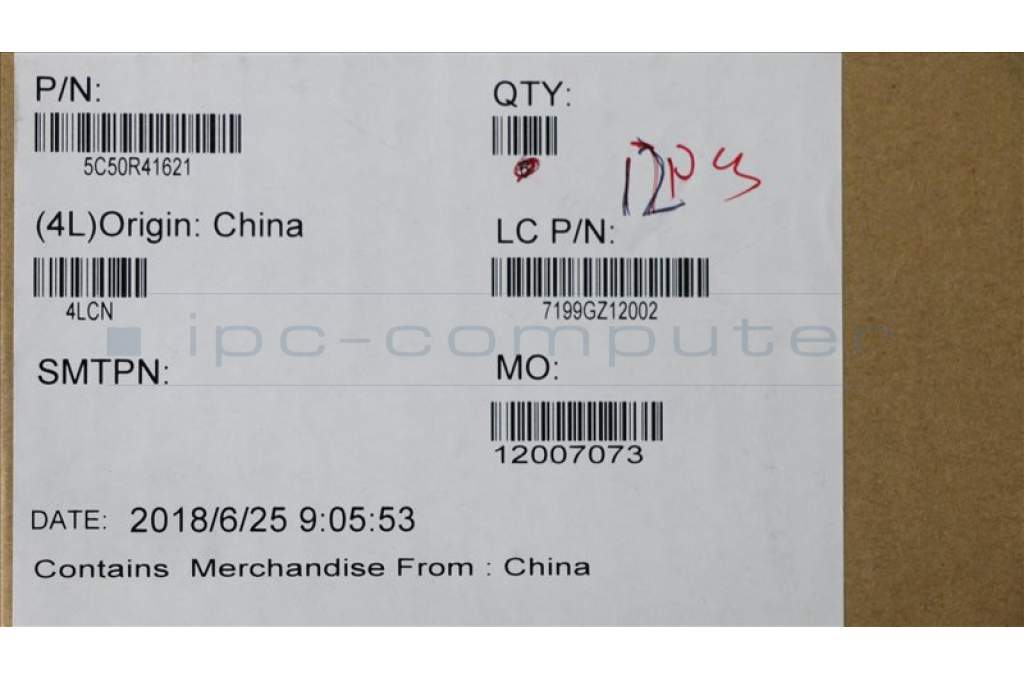 P/N:
5C50R41621
(4L)Origin: China
4LCN
SMTPN:
QTY:
12
LC P/N:
7199GZ12002
MO:
12007073
DATE: 2018/6/25 9:05:53
Contains Merchandise From : China
ipc-computer